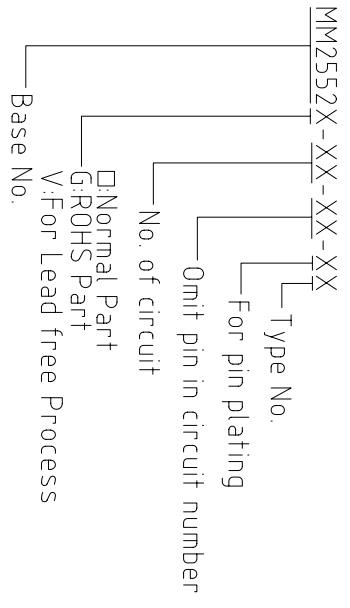 MM2552X-XX-XX-XX
Type No.
For pin plating
Omit pin in circuit number
No. of circuit
□:Normal Part
G:ROHS Part
V:For Lead free Process
Base No.